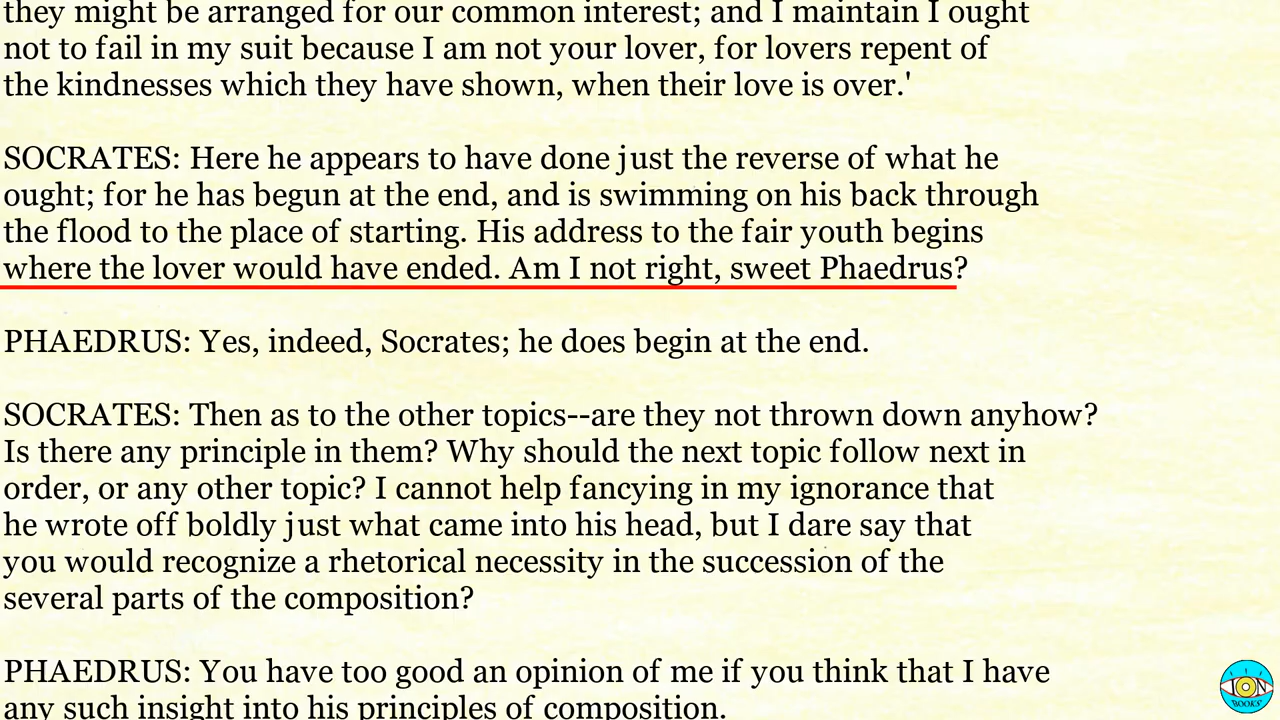 they might be arranged for our common interest; and I maintain I ought
not to fail in my suit because I am not your lover, for lovers repent of
the kindnesses which they have shown, when their love is over.'
SOCRATES: Here he appears to have done just the reverse of what he
ought; for he has begun at the end, and is swimming on his back through
the flood to the place of starting. His address to the fair youth begins
where the lover would have ended. Am I not right, sweet Phaedrus?
PHAEDRUS: Yes, indeed, Socrates; he does begin at the end.
SOCRATES: Then as to the other topics--are they not thrown down anyhow?
Is there any principle in them? Why should the next topic follow next in
order, or any other topic? I cannot help fancying in my ignorance that
he wrote off boldly just what came into his head, but I dare say that
you would recognize a rhetorical necessity in the succession of the
several parts of the composition?
PHAEDRUS: You have too good an opinion of me if you think that I have
any such insight into his principles of composition.
ION
BOOKS